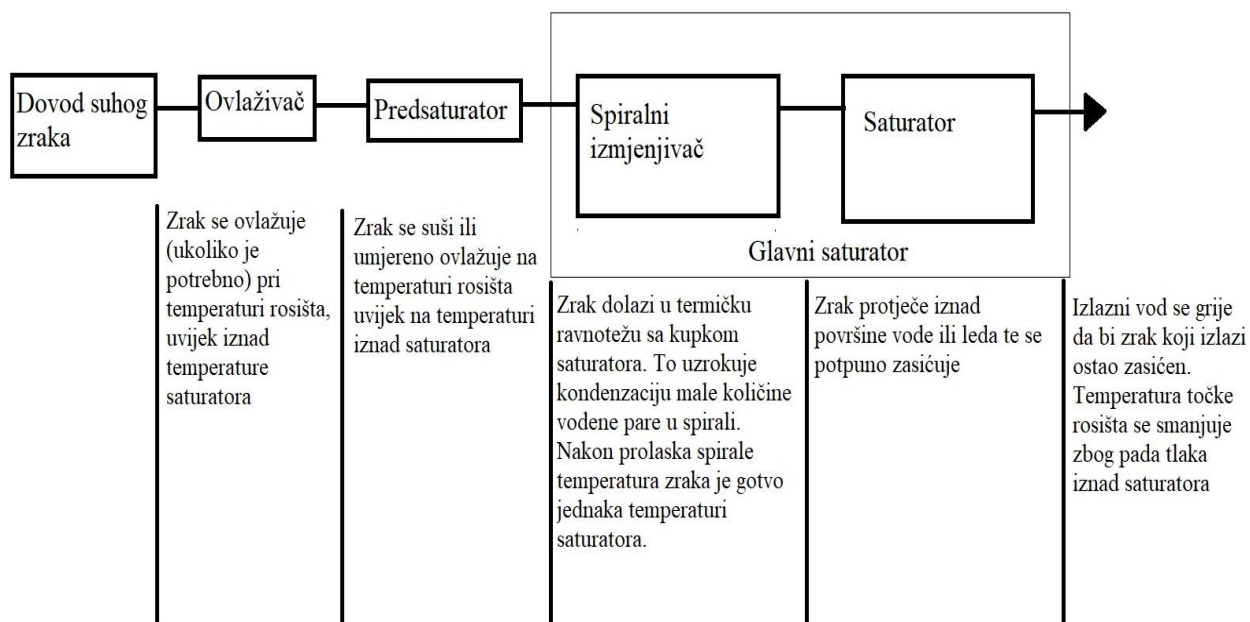 Dovod suhog
zraka
Ovlaživač
Predsaturator
Spiralni
izmjenjivač
Saturator
Glavni saturator
Zrak se ovlažuje
(ukoliko je
potrebno) pri
temperaturi rosišta,
uvijek iznad
temperature
saturatora
Zrak se suši ili
umjereno ovlažuje na
temperaturi rosišta
uvijek na temperaturi
iznad saturatora
Zrak dolazi u termičku
ravnotežu sa kupkom
saturatora. To uzrokuje
kondenzaciju male količine
vodene pare u spirali.
Nakon prolaska spirale
temperatura zraka je gotvo
jednaka temperaturi
saturatora.
Zrak protječe iznad
površine vode ili leda te se
potpuno zasićuje
Izlazni vod se grije
da bi zrak koji izlazi
ostao zasićen.
Temperatura točke
rosišta se smanjuje
zbog pada tlaka
iznad saturatora